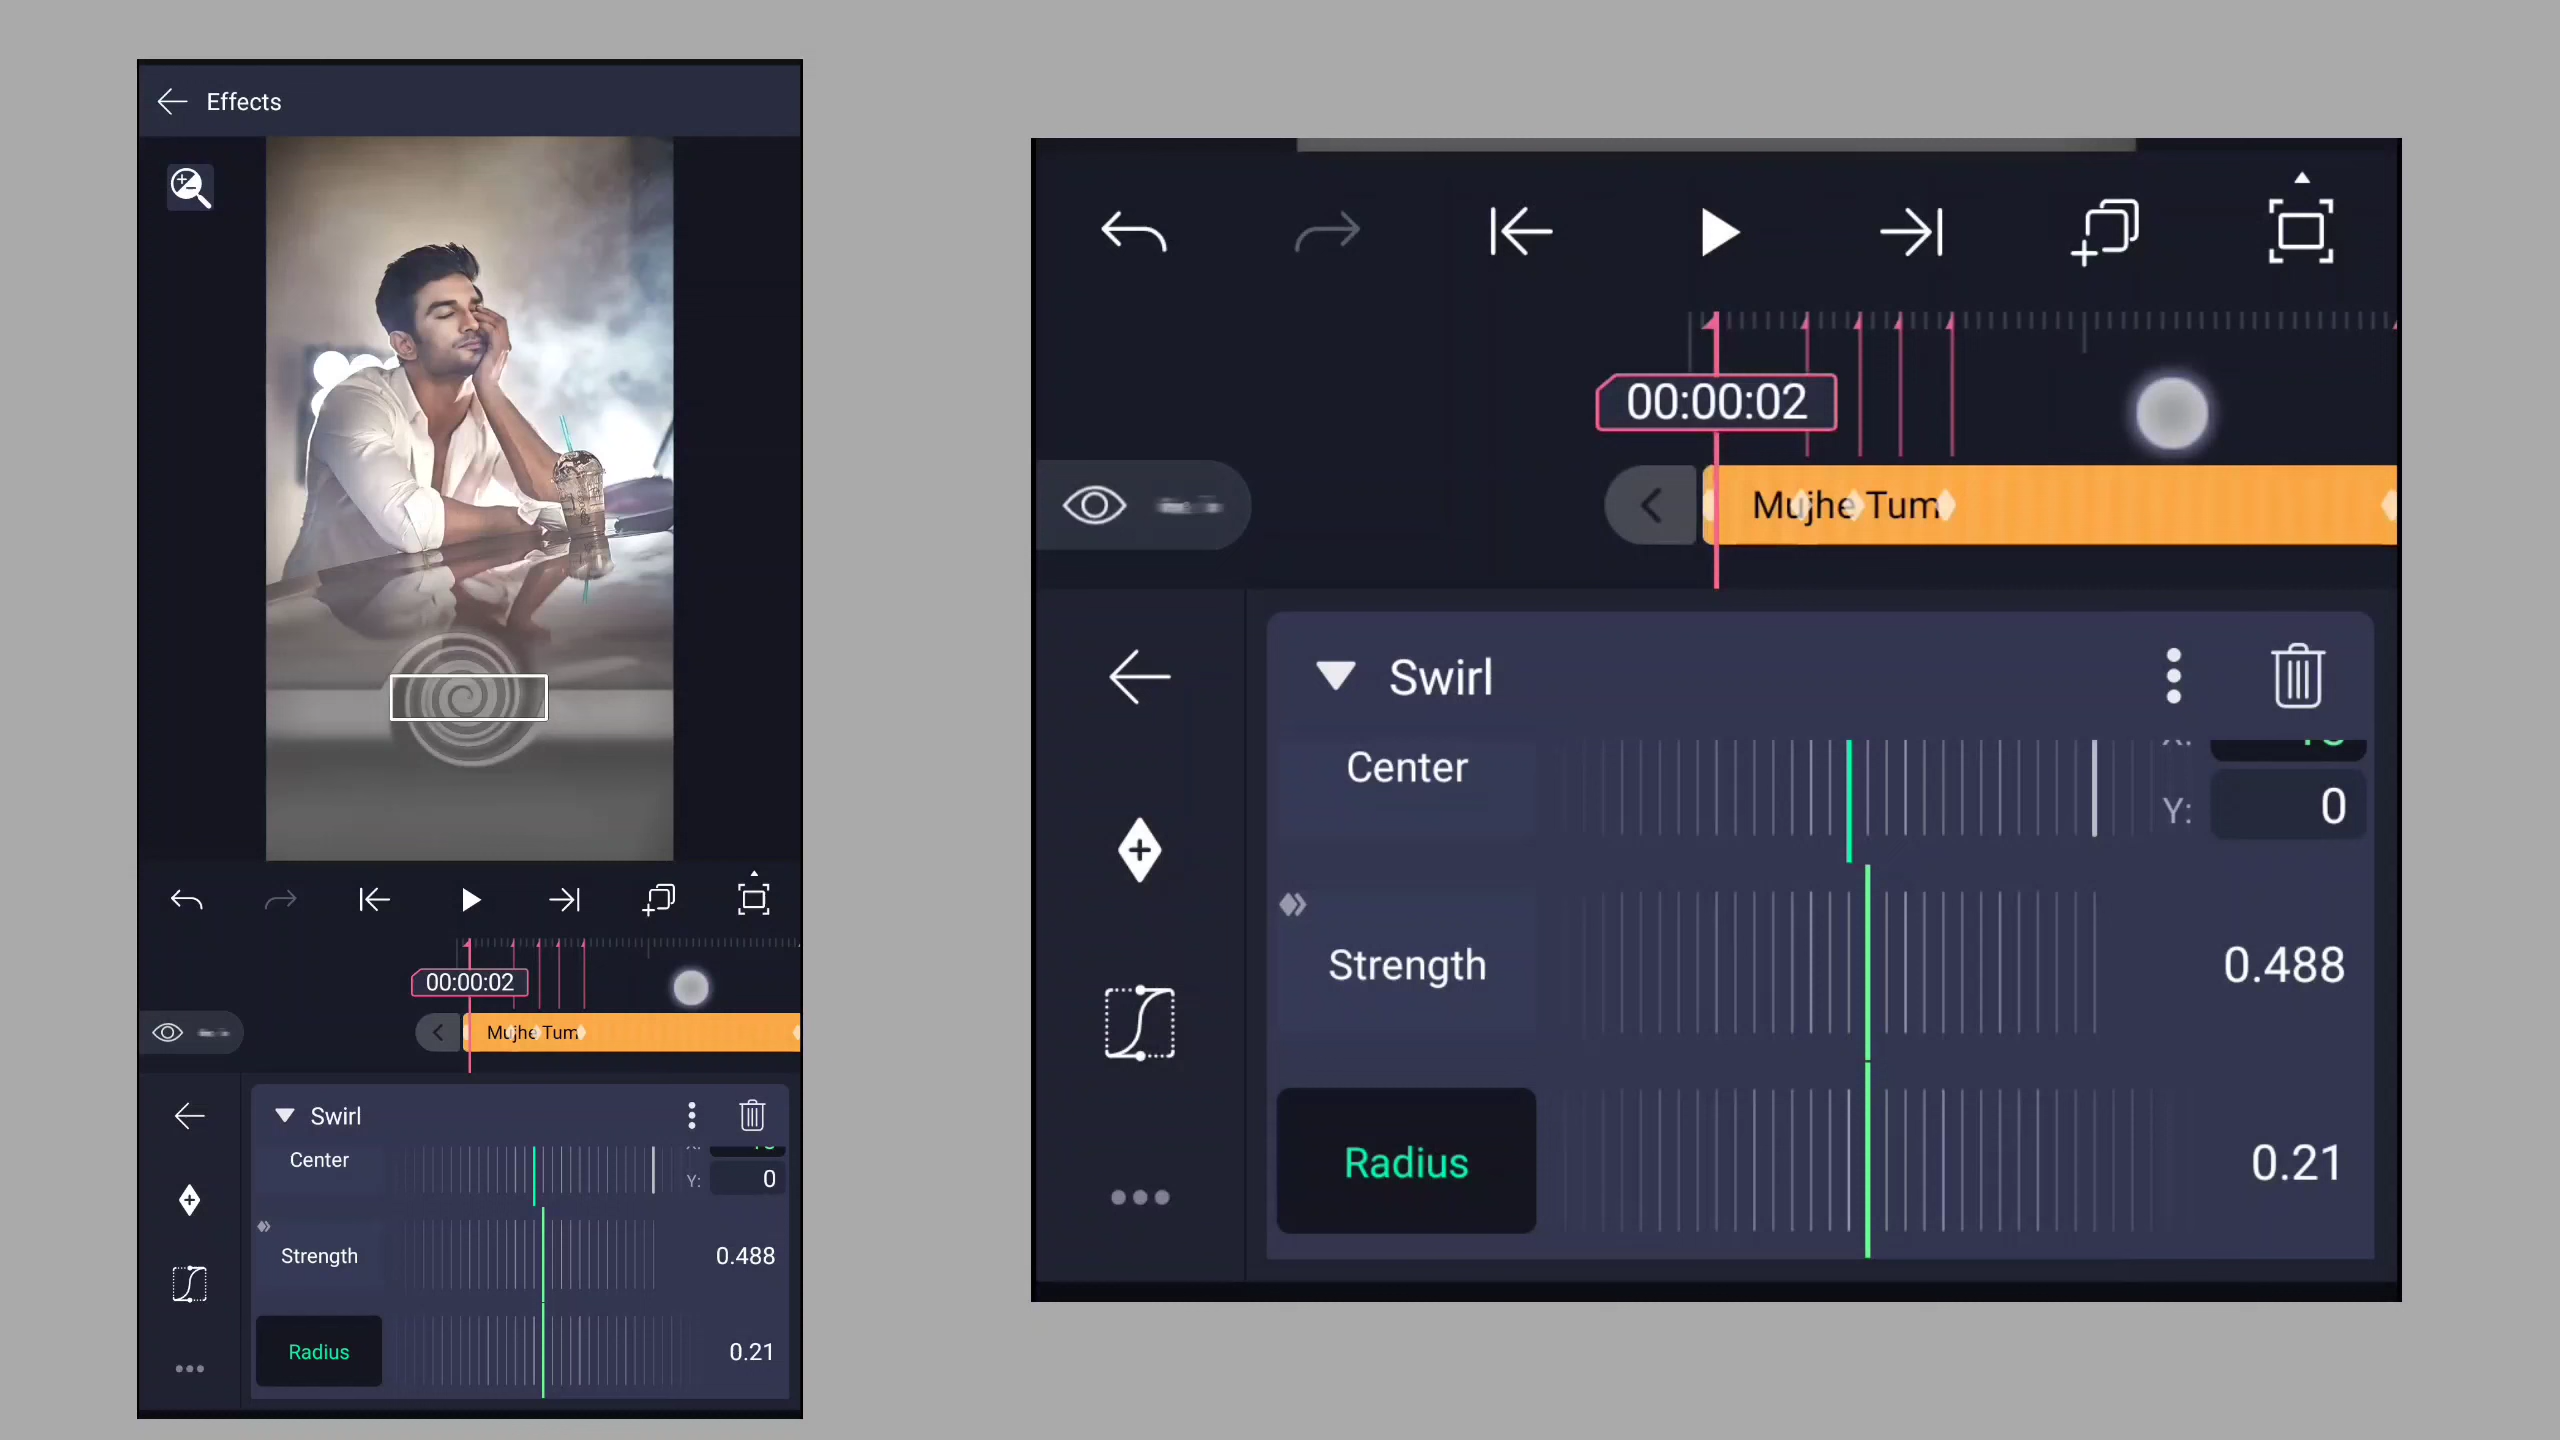 Effects
00:00:02
Mujhe Tum
Swirl
Center
Y: 0
Strength 0.488
Radius 0.21
00:00:02
Mujhe Tum
Swirl
Center
Y: 0
Strength 0.488
Radius 0.21